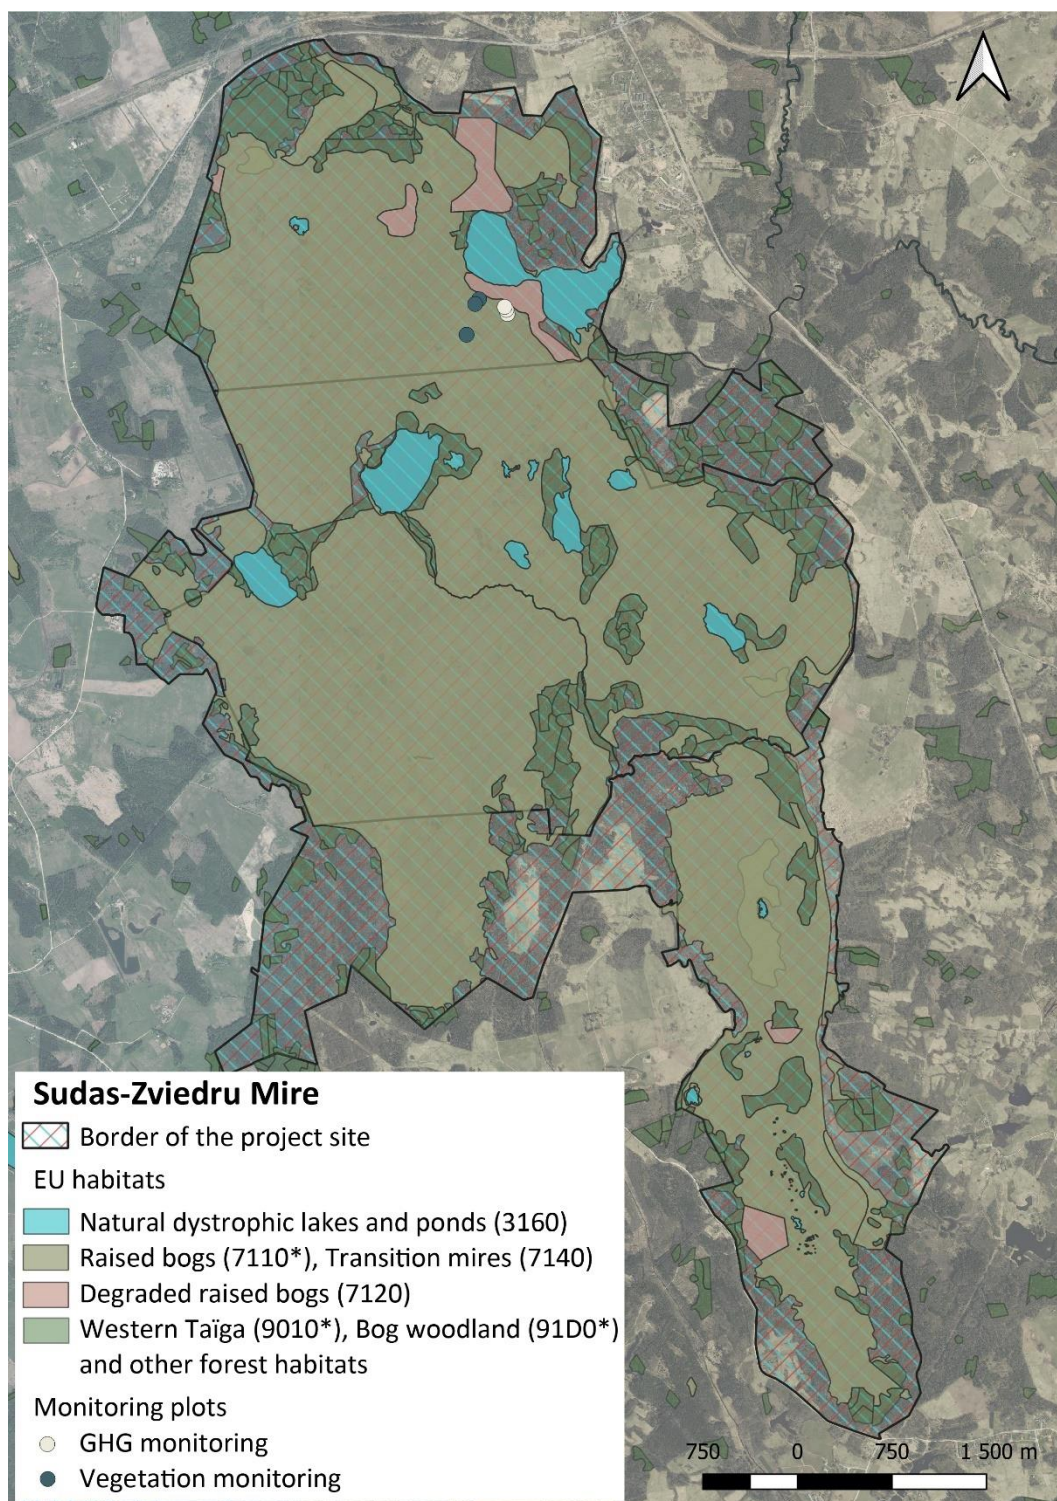 Sudas-Zviedru Mire
Border of the project site
EU habitats
Natural dystrophic lakes and ponds (3160)
Raised bogs (7110*), Transition mires (7140)
Degraded raised bogs (7120)
Western Taïga (9010*), Bog woodland (91D0*)
and other forest habitats
Monitoring plots
GHG monitoring
Vegetation monitoring
750 0 750 1 500 m